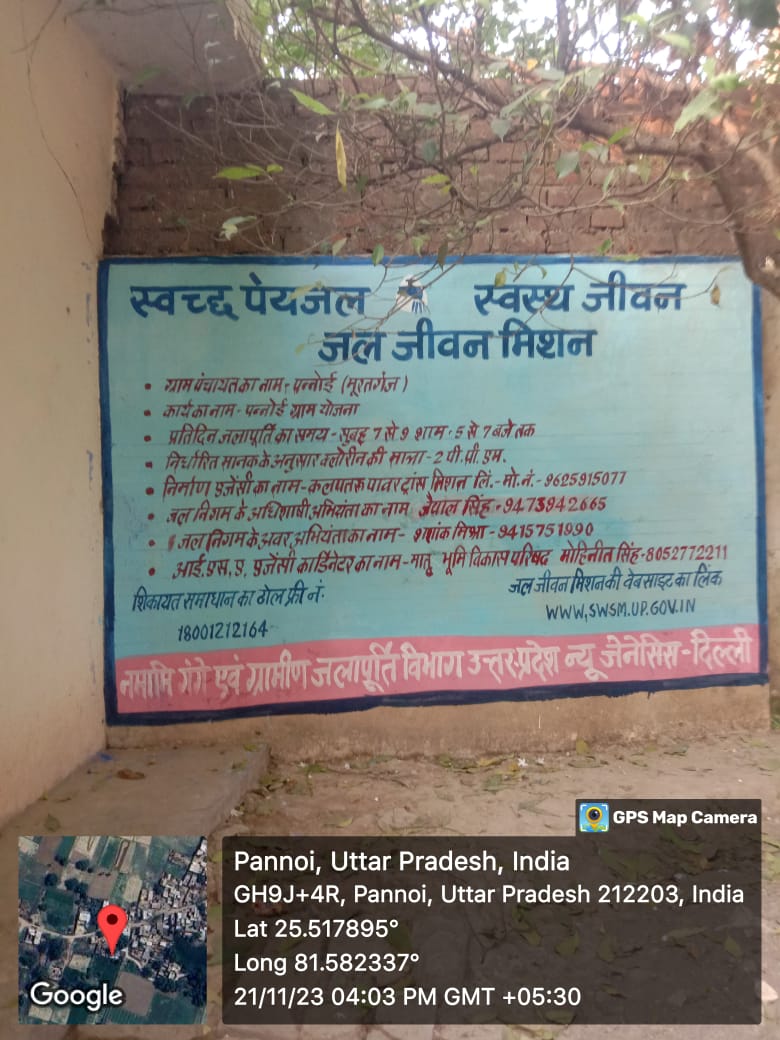 स्वच्छ पेयजल स्वस्थ जीवन
जल जीवन मिशन
• ग्राम पंचायत का नाम - पन्नोई (मूरतगंज)
• कार्य का नाम - पन्नोई ग्राम योजना
• प्रतिदिन जलापूर्ति का समय - सुबह 7 से 9 शाम - 5 से 7 बजे तक
• निर्धारित मानक के अनुसार क्लोरीन की मात्रा - 2 पी.पी.एम.
• निर्माण एजेंसी का नाम - कलपतरू पावर ट्रांस मिशन लि. - मो. नं. - 9625915077
• जल निगम के अधिशाषी अभियंता का नाम जैपाल सिंह - 9473942665
• जल निगम के अवर अभियंता का नाम - शशांक मिश्रा - 9415751990
• आई.एस.ए. एजेंसी कार्डिनेटर का नाम - मातृ भूमि विकास परिषद मोहिनीत सिंह - 8052772211
शिकायत समाधान का टोल फ्री नं.
18001212164
जल जीवन मिशन की वेबसाइट का लिंक
WWW.SWSM.UP.GOV.IN
नमामि गंगे एवं ग्रामीण जलापूर्ति विभाग उत्तर-प्रदेश न्यू जेनेसिस - दिल्ली
GPS Map Camera
Pannoi, Uttar Pradesh, India
GH9J+4R, Pannoi, Uttar Pradesh 212203, India
Lat 25.517895°
Long 81.582337°
21/11/23 04:03 PM GMT +05:30
Google